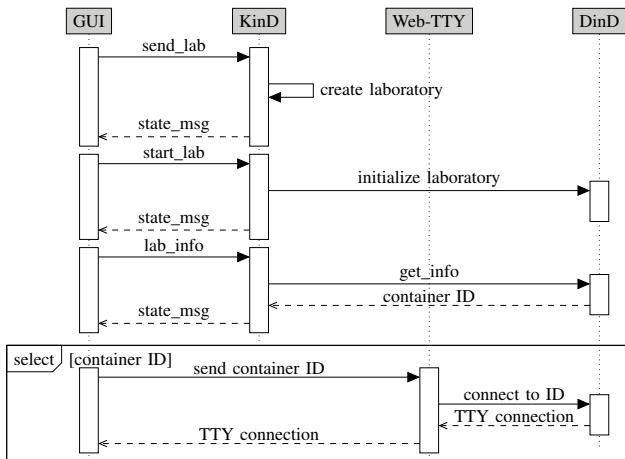 GUI KinD Web-TTY DinD
send_lab
create laboratory
state_msg
start_lab
initialize laboratory
state_msg
lab_info
get_info
container ID
state_msg
select [container ID]
send container ID
connect to ID
TTY connection
TTY connection